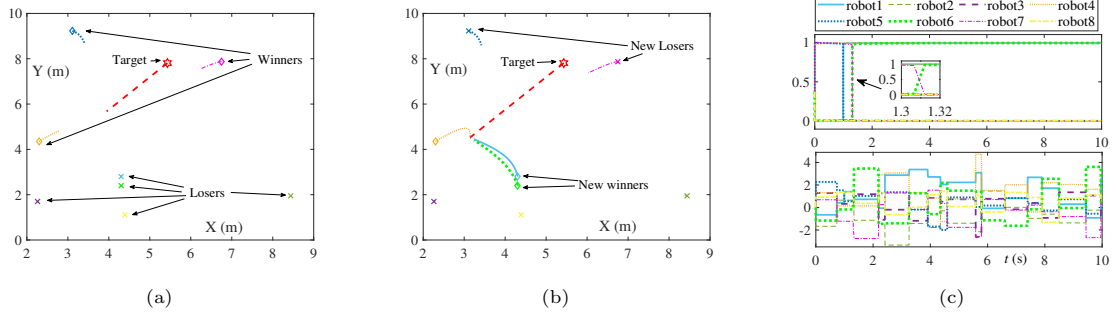 10
8
6
4
2
0
Y (m)
X (m)
Target
Winners
Losers
2 3 4 5 6 7 8 9
(a)
10
8
6
4
2
0
Y (m)
X (m)
New Losers
Target
New winners
2 3 4 5 6 7 8 9
(b)
robot1 robot2 robot3 robot4
robot5 robot6 robot7 robot8
1
0.5
0
1
0.5
0
1.3 1.32
0 2 4 6 8 10
4
2
0
-2
0 2 4 6 t (s) 8 10
(c)